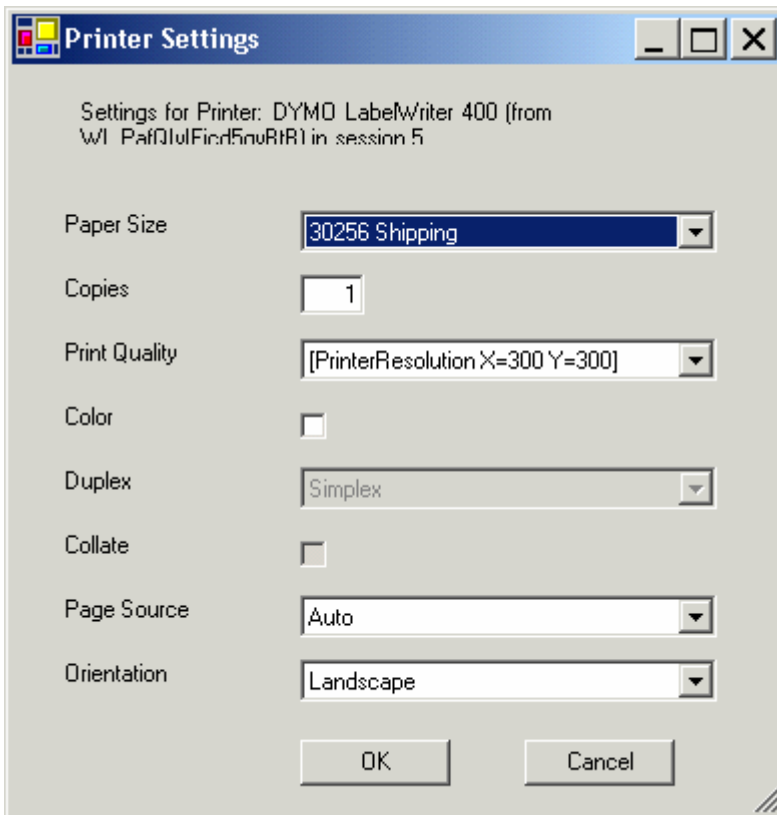 Printer Settings
Settings for Printer: DYMO LabelWriter 400 (from
in session 5
Paper Size
30256 Shipping
Copies
1
Print Quality
[PrinterResolution X=300 Y=300]
Color
Duplex
Simplex
Collate
Page Source
Auto
Orientation
Landscape
OK
Cancel